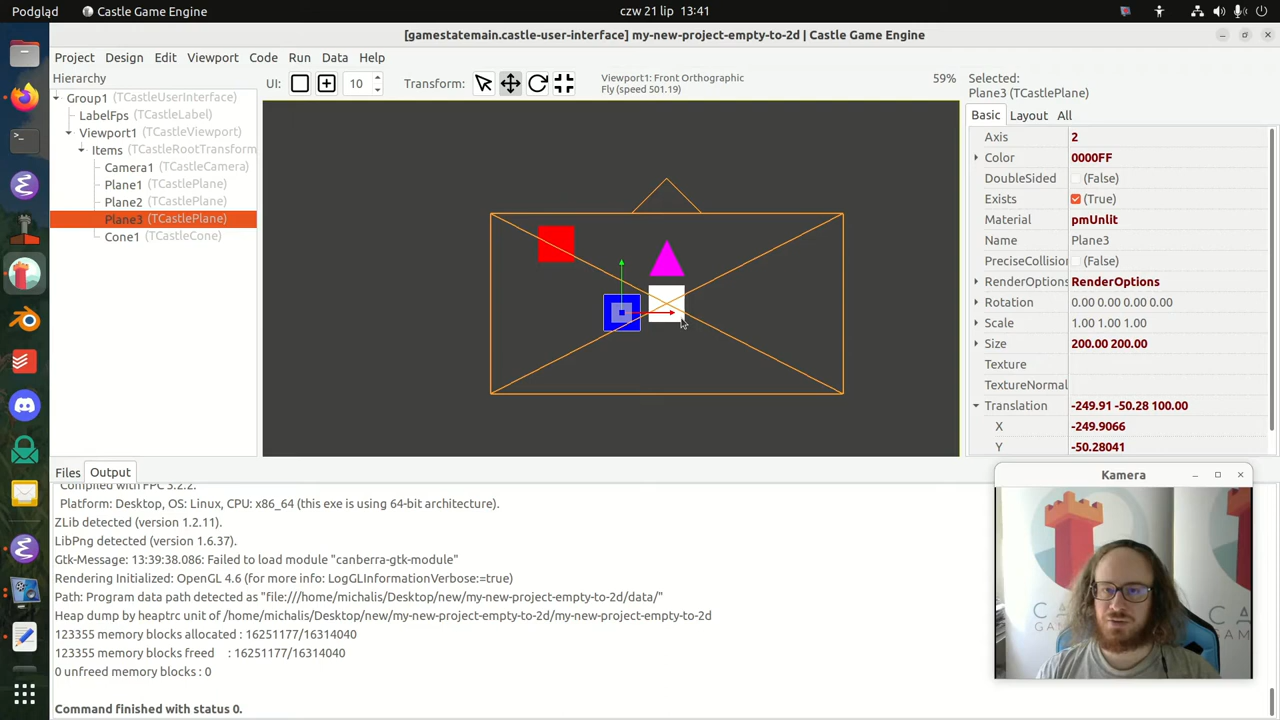 Podgląd
Castle Game Engine
czw 21 lip 13:41
[gamestatemain.castle-user-interface] my-new-project-empty-to-2d | Castle Game Engine
Project Design Edit Viewport Code Run Data Help
Hierarchy
Group1 (TCastleUserInterface)
LabelFps (TCastleLabel)
Viewport1 (TCastleViewport)
Items (TCastleRootTransform
Camera1 (TCastleCamera)
Plane1 (TCastlePlane)
Plane2 (TCastlePlane)
Plane3 (TCastlePlane)
Cone1 (TCastleCone)
UI: 10 Transform:
Viewport1: Front Orthographic
Fly (speed 501.19)
59%
Selected:
Plane3 (TCastlePlane)
Basic Layout All
Axis 2
Color 0000FF
DoubleSided (False)
Exists (True)
Material pmUnlit
Name Plane3
PreciseCollision (False)
RenderOptions RenderOptions
Rotation 0.00 0.00 0.00 0.00
Scale 1.00 1.00 1.00
Size 200.00 200.00
Texture
TextureNormal
Translation -249.91 -50.28 100.00
X -249.9066
Y -50.28041
Files Output
Compiled with FPC 3.2.2.
Platform: Desktop, OS: Linux, CPU: x86_64 (this exe is using 64-bit architecture).
ZLib detected (version 1.2.11).
LibPng detected (version 1.6.37).
Gtk-Message: 13:39:38.086: Failed to load module "canberra-gtk-module"
Rendering Initialized: OpenGL 4.6 (for more info: LogGLInformationVerbose:=true)
Path: Program data path detected as "file:///home/michalis/Desktop/new/my-new-project-empty-to-2d/data/"
Heap dump by heaptrc unit of /home/michalis/Desktop/new/my-new-project-empty-to-2d/my-new-project-empty-to-2d
123355 memory blocks allocated : 16251177/16314040
123355 memory blocks freed : 16251177/16314040
0 unfreed memory blocks : 0
Command finished with status 0.
Kamera